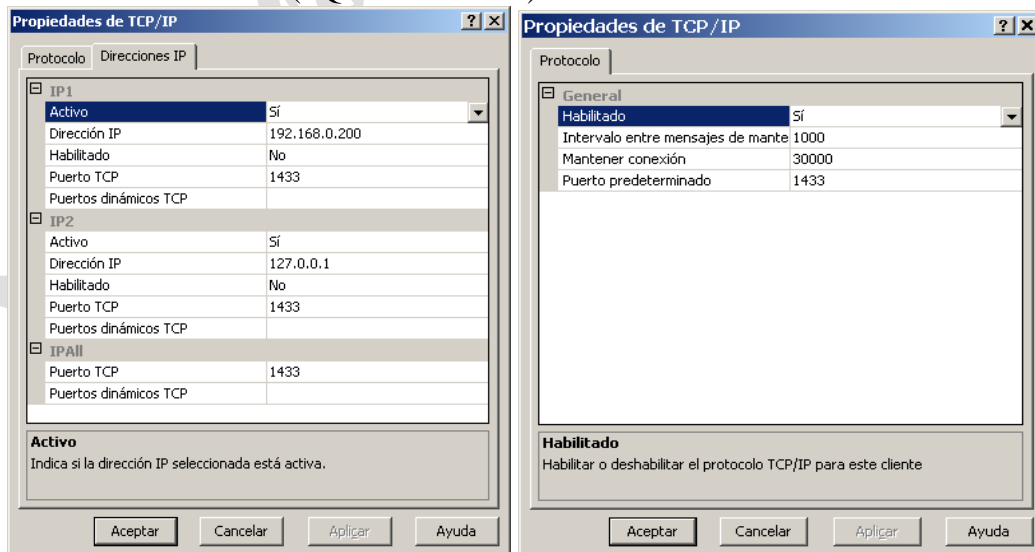 Propiedades de TCP/IP
Protocolo Direcciones IP
IP1
Activo Sí
Dirección IP 192.168.0.200
Habilitado No
Puerto TCP 1433
Puertos dinámicos TCP
IP2
Activo Sí
Dirección IP 127.0.0.1
Habilitado No
Puerto TCP 1433
Puertos dinámicos TCP
IPAll
Puerto TCP 1433
Puertos dinámicos TCP
Activo
Indica si la dirección IP seleccionada está activa.
Aceptar Cancelar Aplicar Ayuda
Propiedades de TCP/IP
Protocolo
General
Habilitado Sí
Intervalo entre mensajes de mante 1000
Mantener conexión 30000
Puerto predeterminado 1433
Habilitado
Habilitar o deshabilitar el protocolo TCP/IP para este cliente
Aceptar Cancelar Aplicar Ayuda